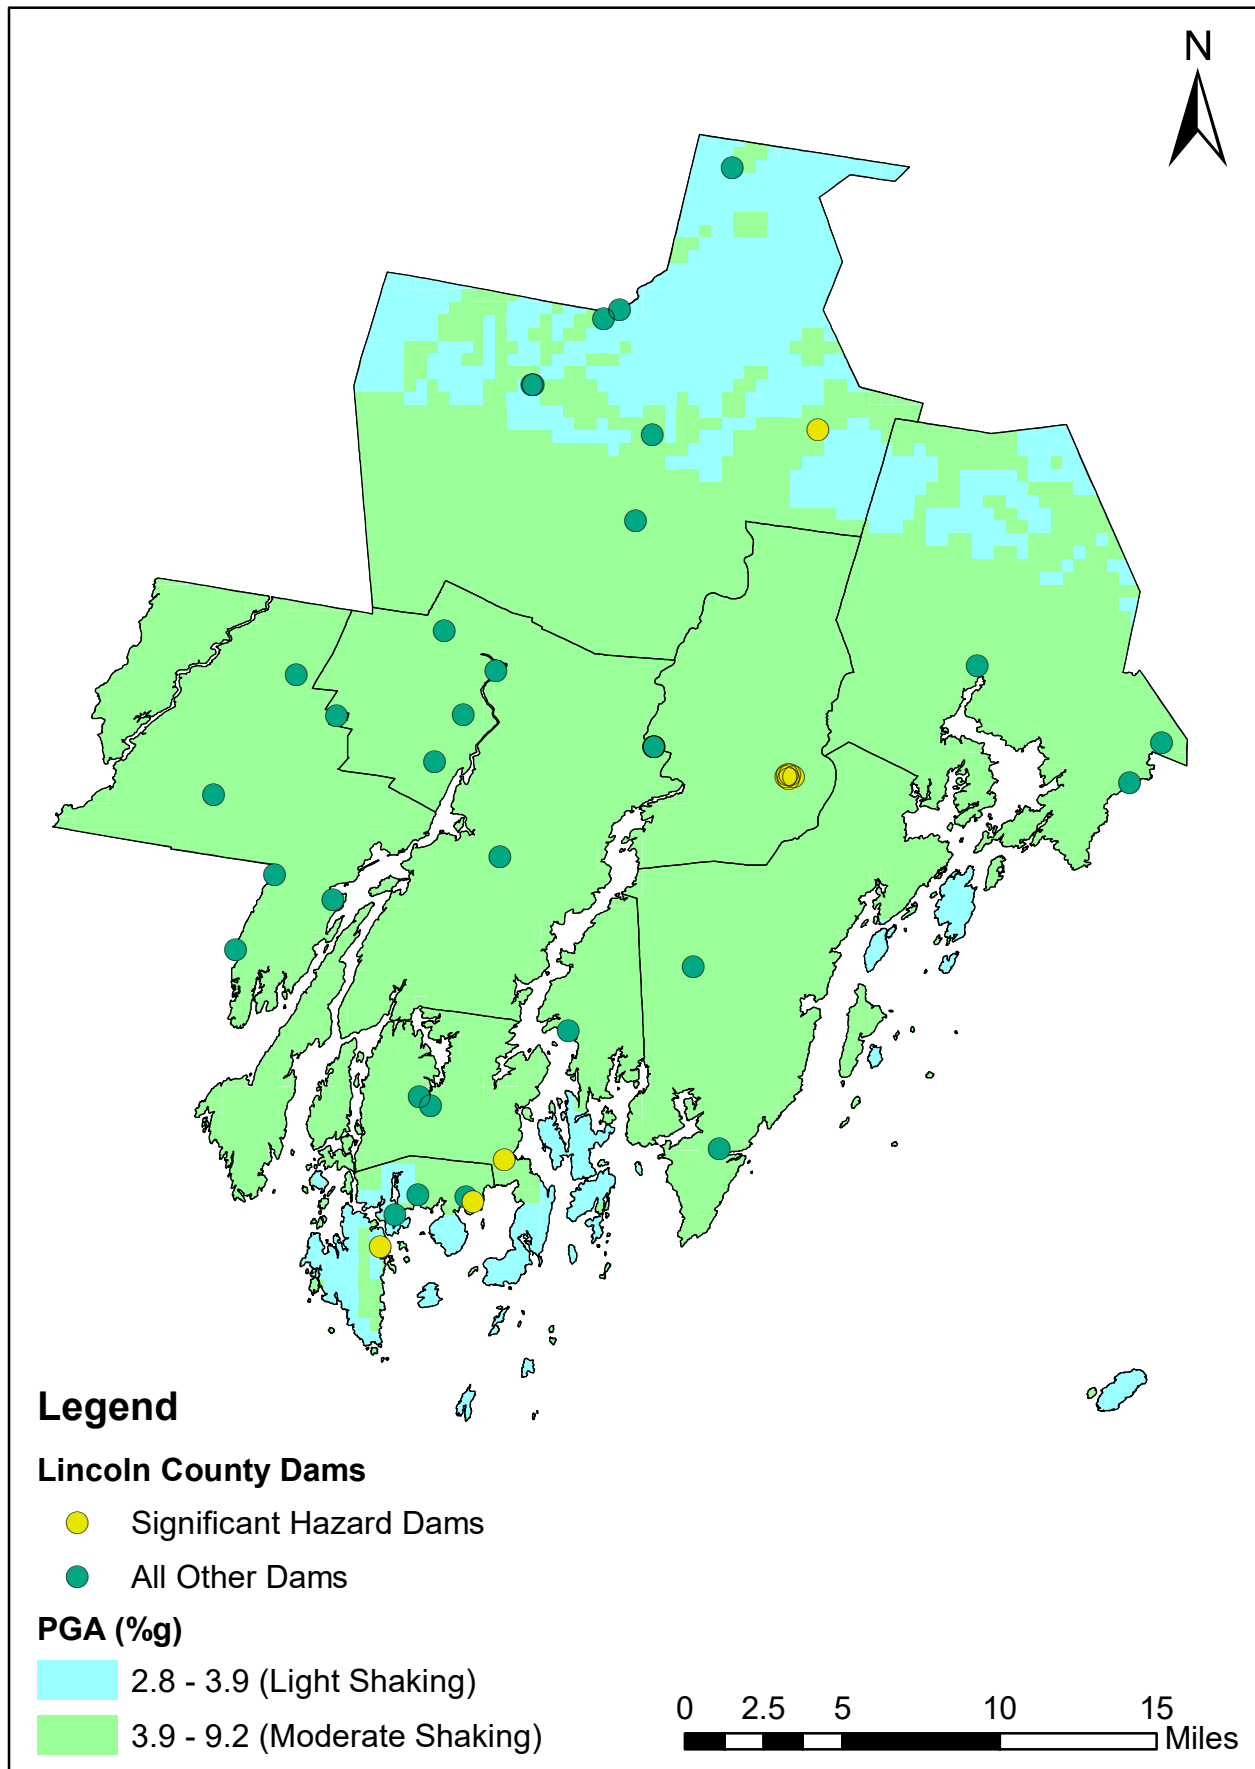 N
Legend
Lincoln County Dams
Significant Hazard Dams
All Other Dams
PGA (%g)
2.8 - 3.9 (Light Shaking)
3.9 - 9.2 (Moderate Shaking)
0 2.5 5 10 15
Miles